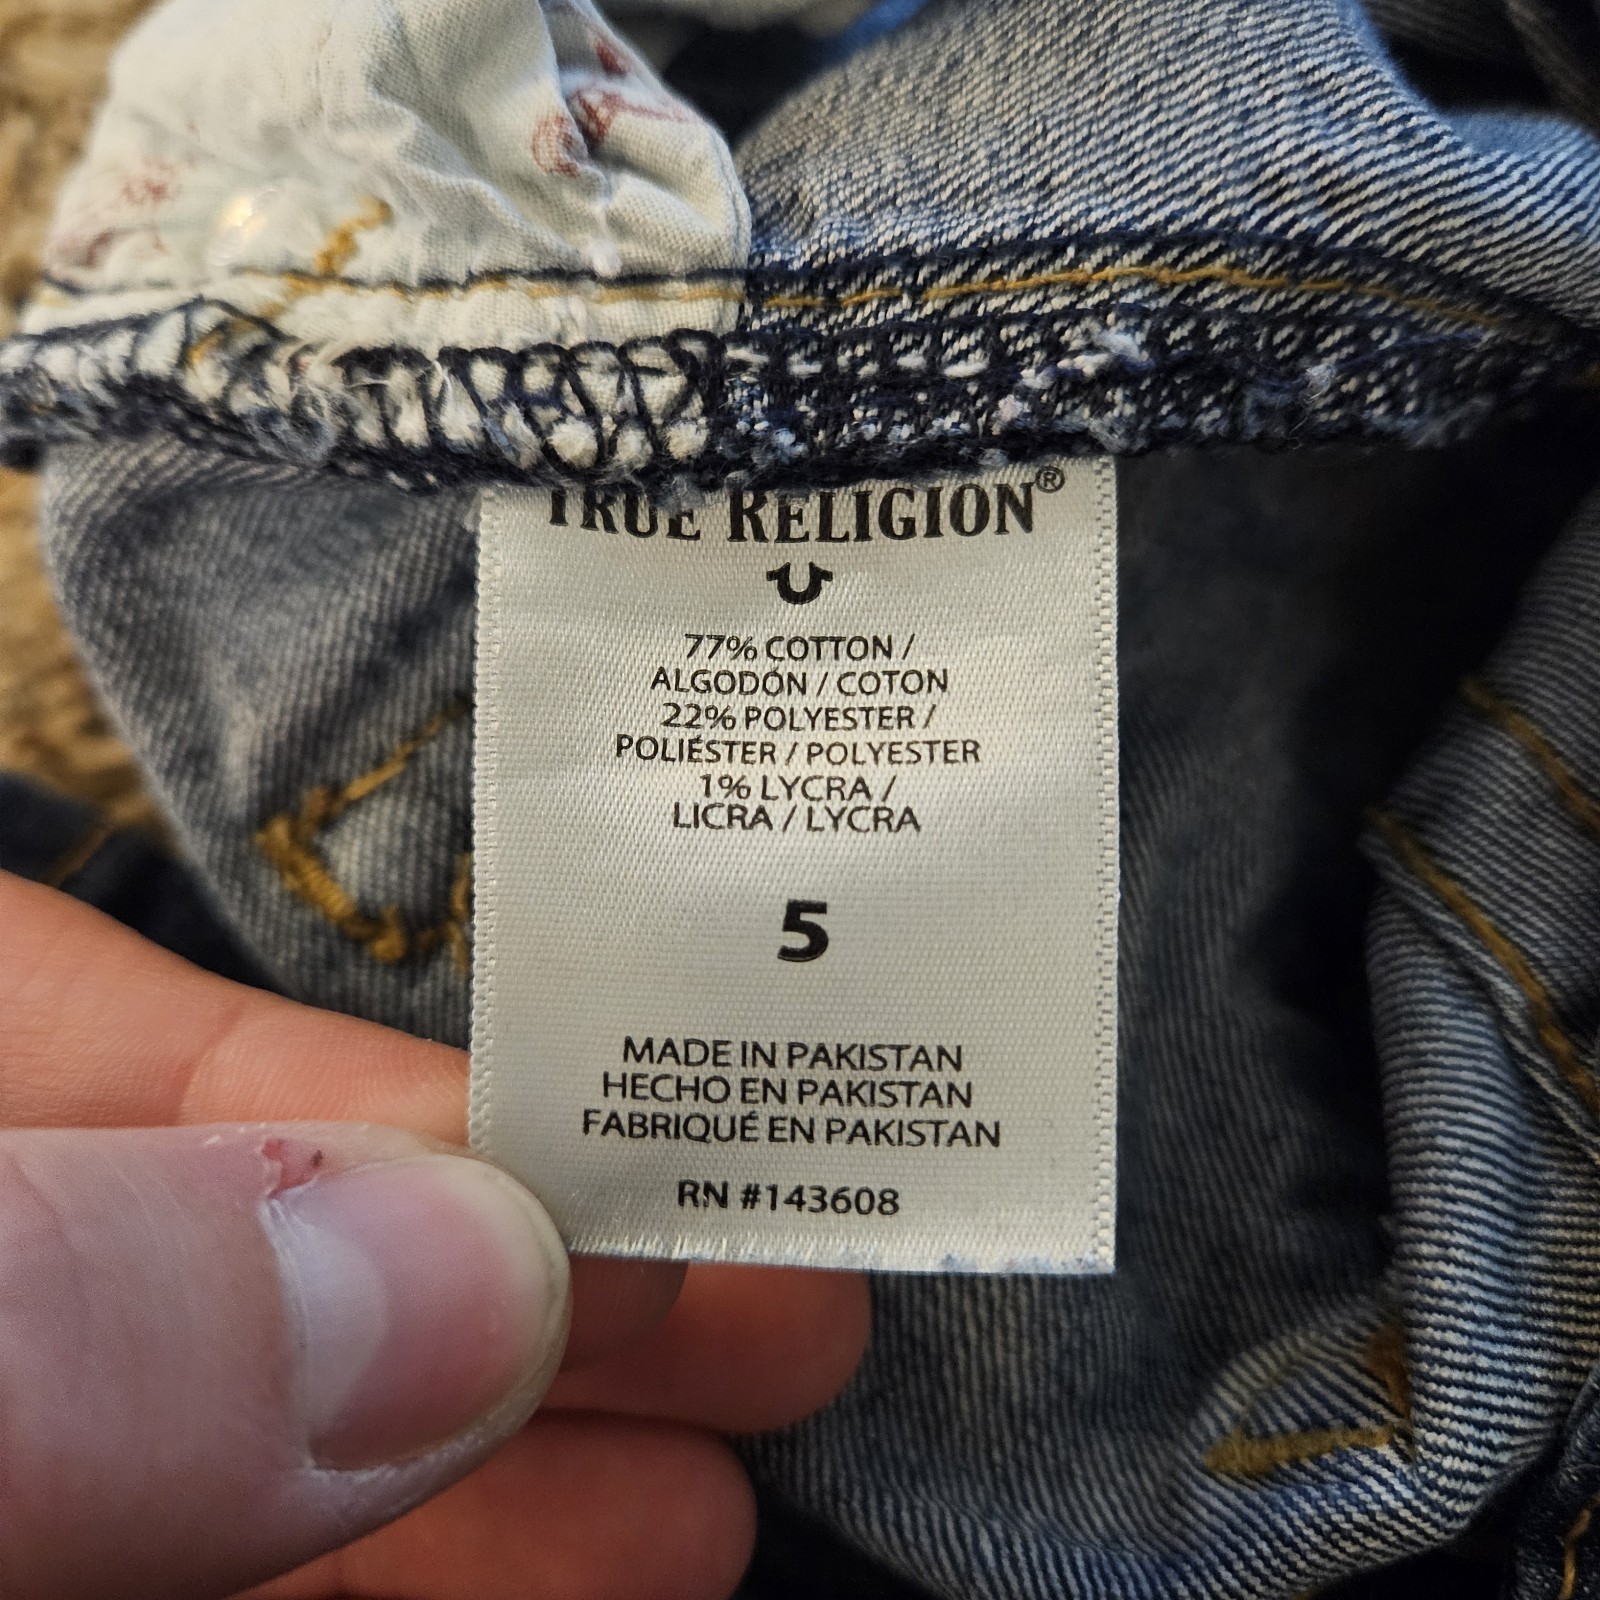 TRUE RELIGION®
77% COTTON /
ALGODÓN / COTON
22% POLYESTER /
POLIÉSTER / POLYESTER
1% LYCRA /
LICRA / LYCRA
5
MADE IN PAKISTAN
HECHO EN PAKISTAN
FABRIQUÉ EN PAKISTAN
RN #143608